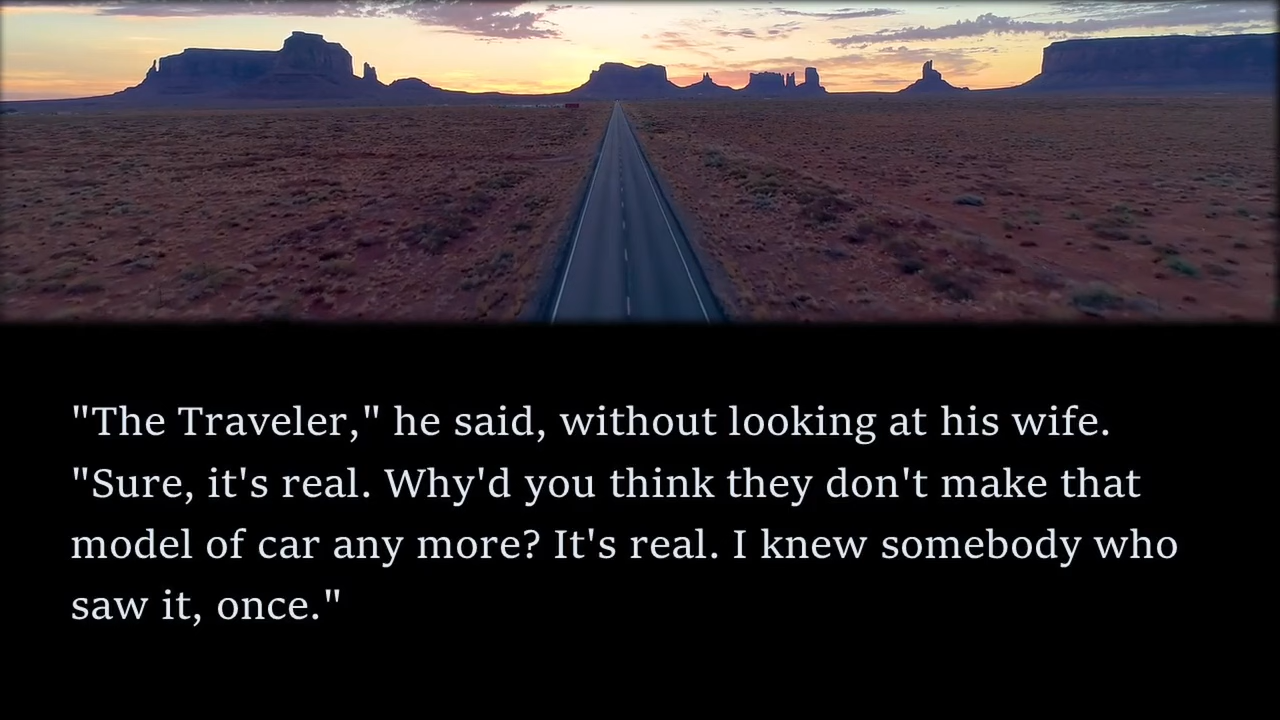 "The Traveler," he said, without looking at his wife.
"Sure, it's real. Why'd you think they don't make that
model of car any more? It's real. I knew somebody who
saw it, once."